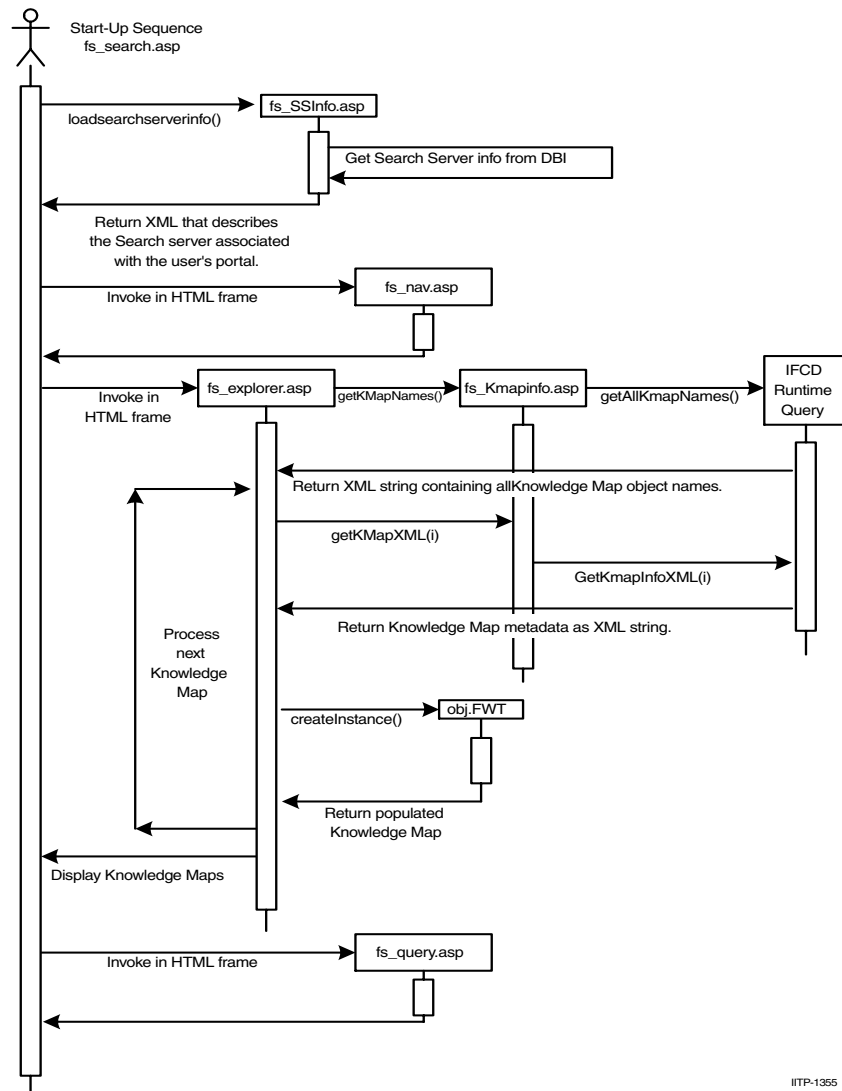 Start-Up Sequence
fs_search.asp
fs_SSInfo.asp
loadsearchserverinfo()
Get Search Server info from DBI
Return XML that describes
the Search server associated
with the user's portal.
fs_nav.asp
Invoke in HTML frame
IFCD
Runtime
Query
fs_explorer.asp
fs_Kmapinfo.asp
Invoke in
HTML frame
getKMapNames()
getAllKmapNames()
Return XML string containing allKnowledge Map object names.
getKMapXML(i)
GetKmapInfoXML(i)
Return Knowledge Map metadata as XML string.
Process
next
Knowledge
Map
obj.FWT
createInstance()
Return populated
Knowledge Map
Display Knowledge Maps
fs_query.asp
Invoke in HTML frame
IITP-1355